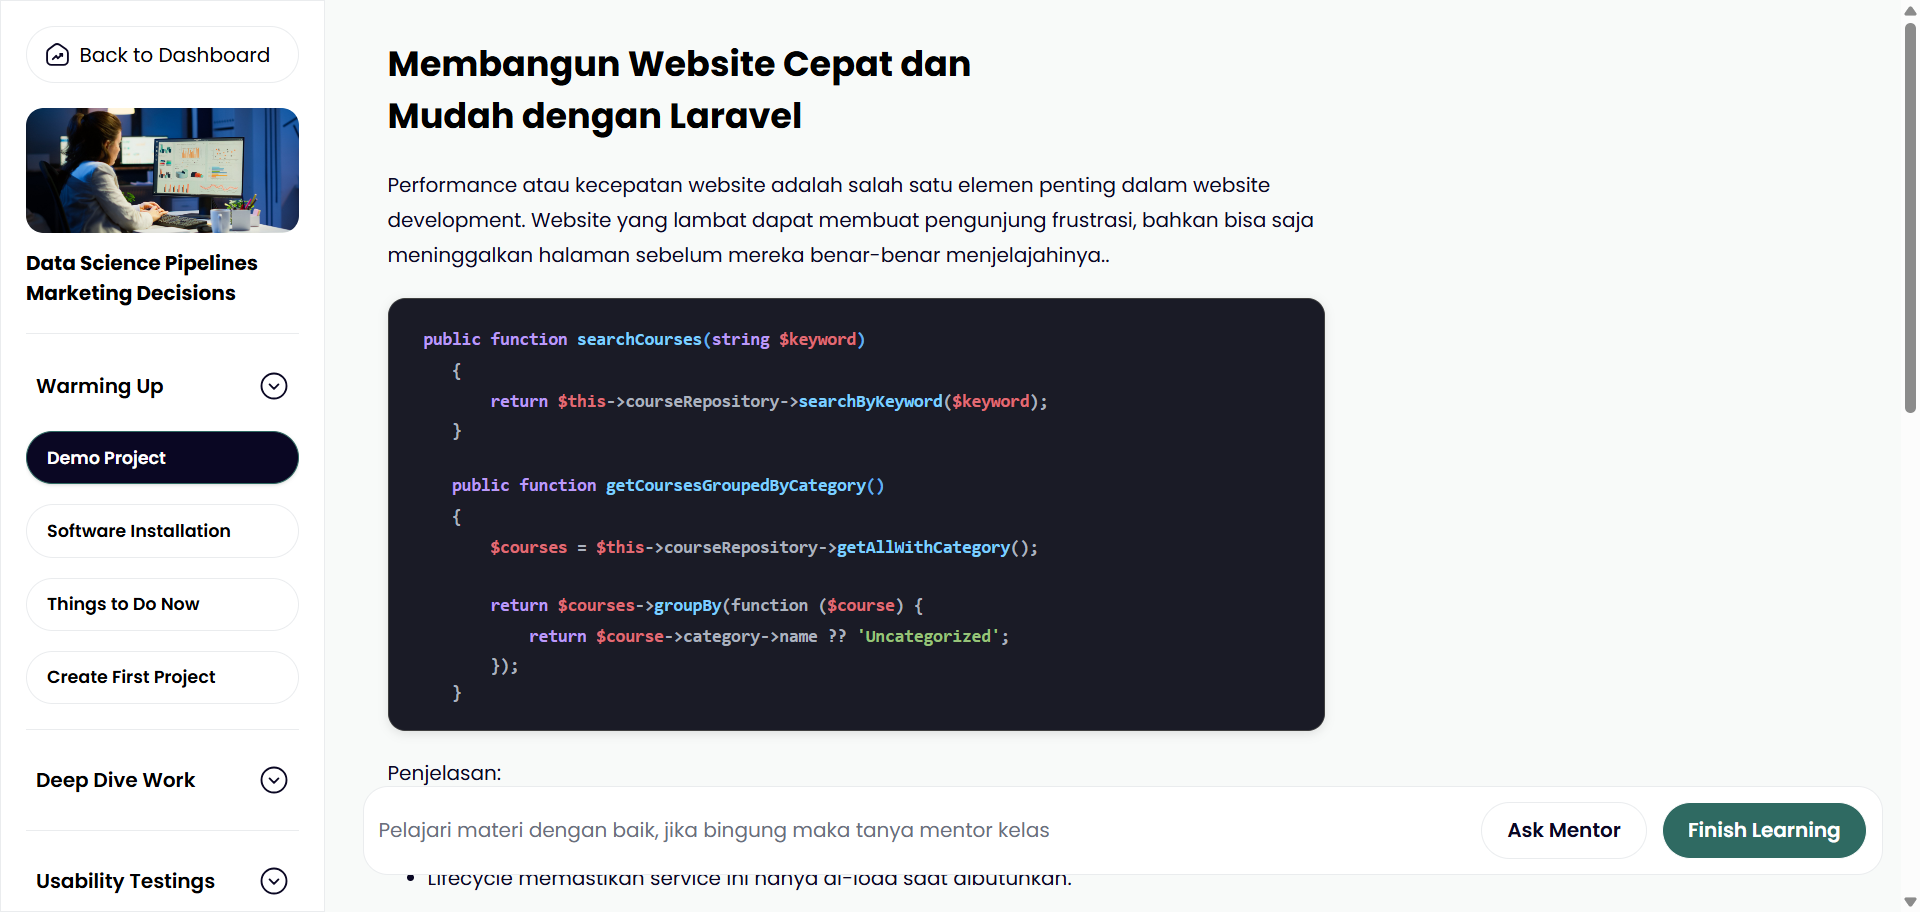 Back to Dashboard
Data Science Pipelines
Marketing Decisions
Warming Up
Demo Project
Software Installation
Things to Do Now
Create First Project
Deep Dive Work
Usability Testings
Membangun Website Cepat dan
Mudah dengan Laravel
Performance atau kecepatan website adalah salah satu elemen penting dalam website
development. Website yang lambat dapat membuat pengunjung frustrasi, bahkan bisa saja
meninggalkan halaman sebelum mereka benar-benar menjelajahinya..
public function searchCourses(string $keyword)
{
return $this->courseRepository->searchByKeyword($keyword);
}
public function getCoursesGroupedByCategory()
{
$courses = $this->courseRepository->getAllWithCategory();
return $courses->groupBy(function ($course) {
return $course->category->name ?? 'Uncategorized';
});
}
Penjelasan:
Pelajari materi dengan baik, jika bingung maka tanya mentor kelas
Ask Mentor
Finish Learning
• Lifecycle memastikan service ini hanya di-load saat dibutuhkan.